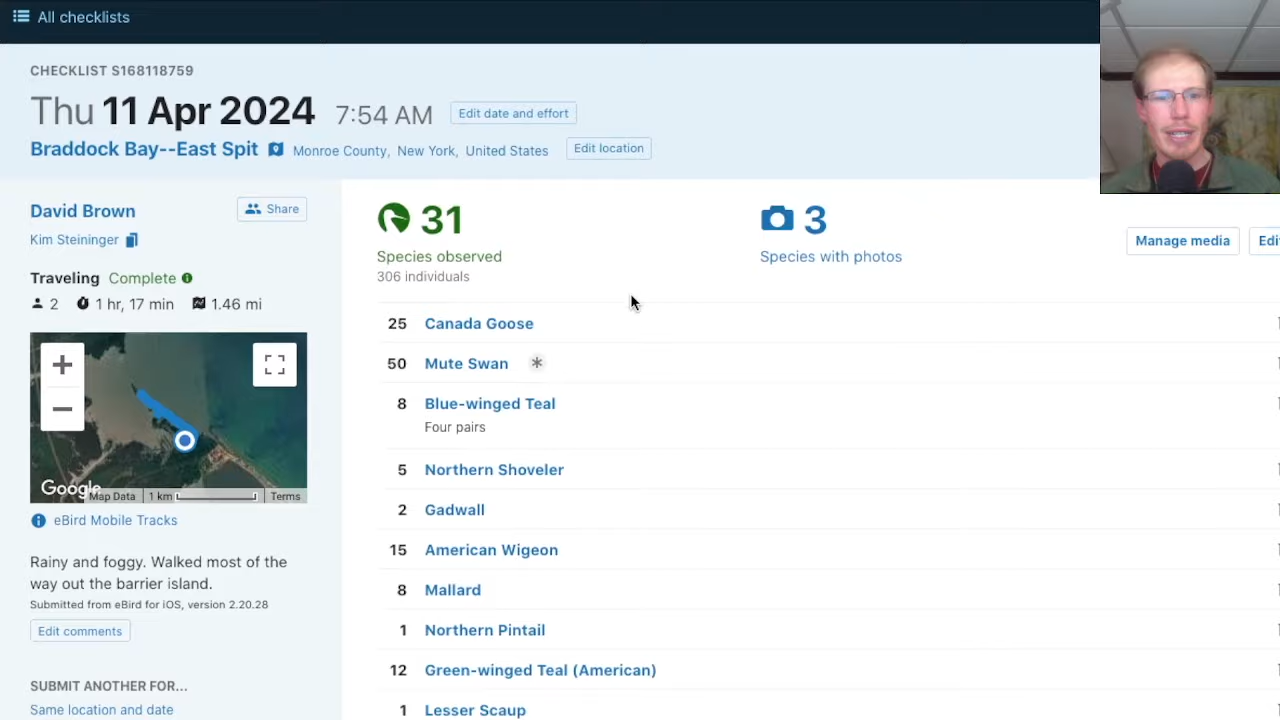 All checklists
CHECKLIST S168118759
Thu 11 Apr 2024 7:54 AM Edit date and effort
Braddock Bay--East Spit Monroe County, New York, United States Edit location
David Brown Share
Kim Steininger
Traveling Complete
2 1 hr, 17 min 1.46 mi
Google Map Data 1 km Terms
eBird Mobile Tracks
Rainy and foggy. Walked most of the
way out the barrier island.
Submitted from eBird for iOS, version 2.20.28
Edit comments
SUBMIT ANOTHER FOR...
Same location and date
31
Species observed
306 individuals
3
Species with photos
Manage media
25 Canada Goose
50 Mute Swan *
8 Blue-winged Teal
Four pairs
5 Northern Shoveler
2 Gadwall
15 American Wigeon
8 Mallard
1 Northern Pintail
12 Green-winged Teal (American)
1 Lesser Scaup